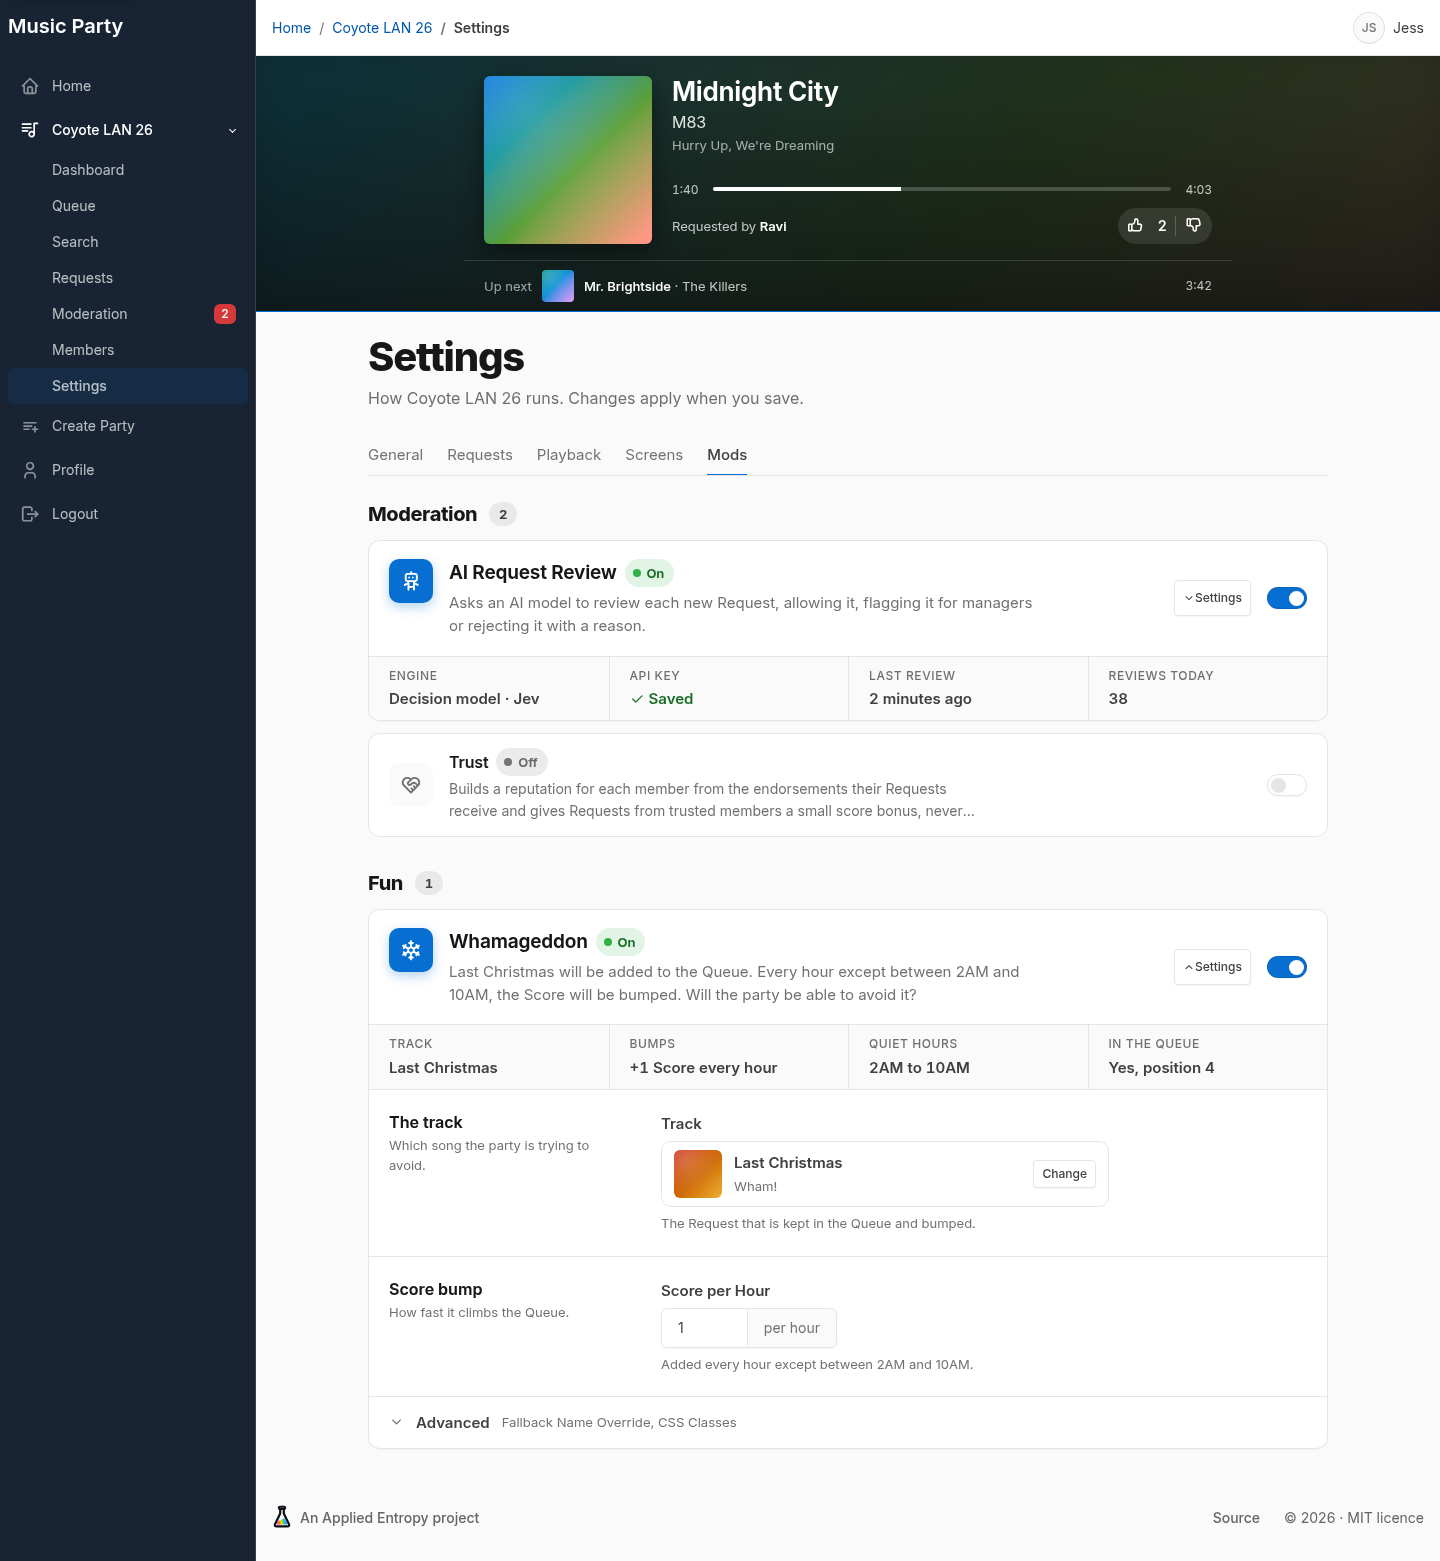 Music Party
Home
Coyote LAN 26
Dashboard
Queue
Search
Requests
Moderation 2
Members
Settings
Create Party
Profile
Logout
Home / Coyote LAN 26 / Settings
JS Jess
Midnight City
M83
Hurry Up, We're Dreaming
1:40 4:03
Requested by Ravi 2
Up next Mr. Brightside · The Killers 3:42
Settings
How Coyote LAN 26 runs. Changes apply when you save.
General Requests Playback Screens Mods
Moderation 2
AI Request Review On
Asks an AI model to review each new Request, allowing it, flagging it for managers
or rejecting it with a reason.
Settings
ENGINE API KEY LAST REVIEW REVIEWS TODAY
Decision model · Jev Saved 2 minutes ago 38
Trust Off
Builds a reputation for each member from the endorsements their Requests
receive and gives Requests from trusted members a small score bonus, never...
Fun 1
Whamageddon On
Last Christmas will be added to the Queue. Every hour except between 2AM and
10AM, the Score will be bumped. Will the party be able to avoid it?
Settings
TRACK BUMPS QUIET HOURS IN THE QUEUE
Last Christmas +1 Score every hour 2AM to 10AM Yes, position 4
The track
Which song the party is trying to
avoid.
Track
Last Christmas
Wham!
Change
The Request that is kept in the Queue and bumped.
Score bump
How fast it climbs the Queue.
Score per Hour
1 per hour
Added every hour except between 2AM and 10AM.
Advanced Fallback Name Override, CSS Classes
An Applied Entropy project
Source © 2026 · MIT licence